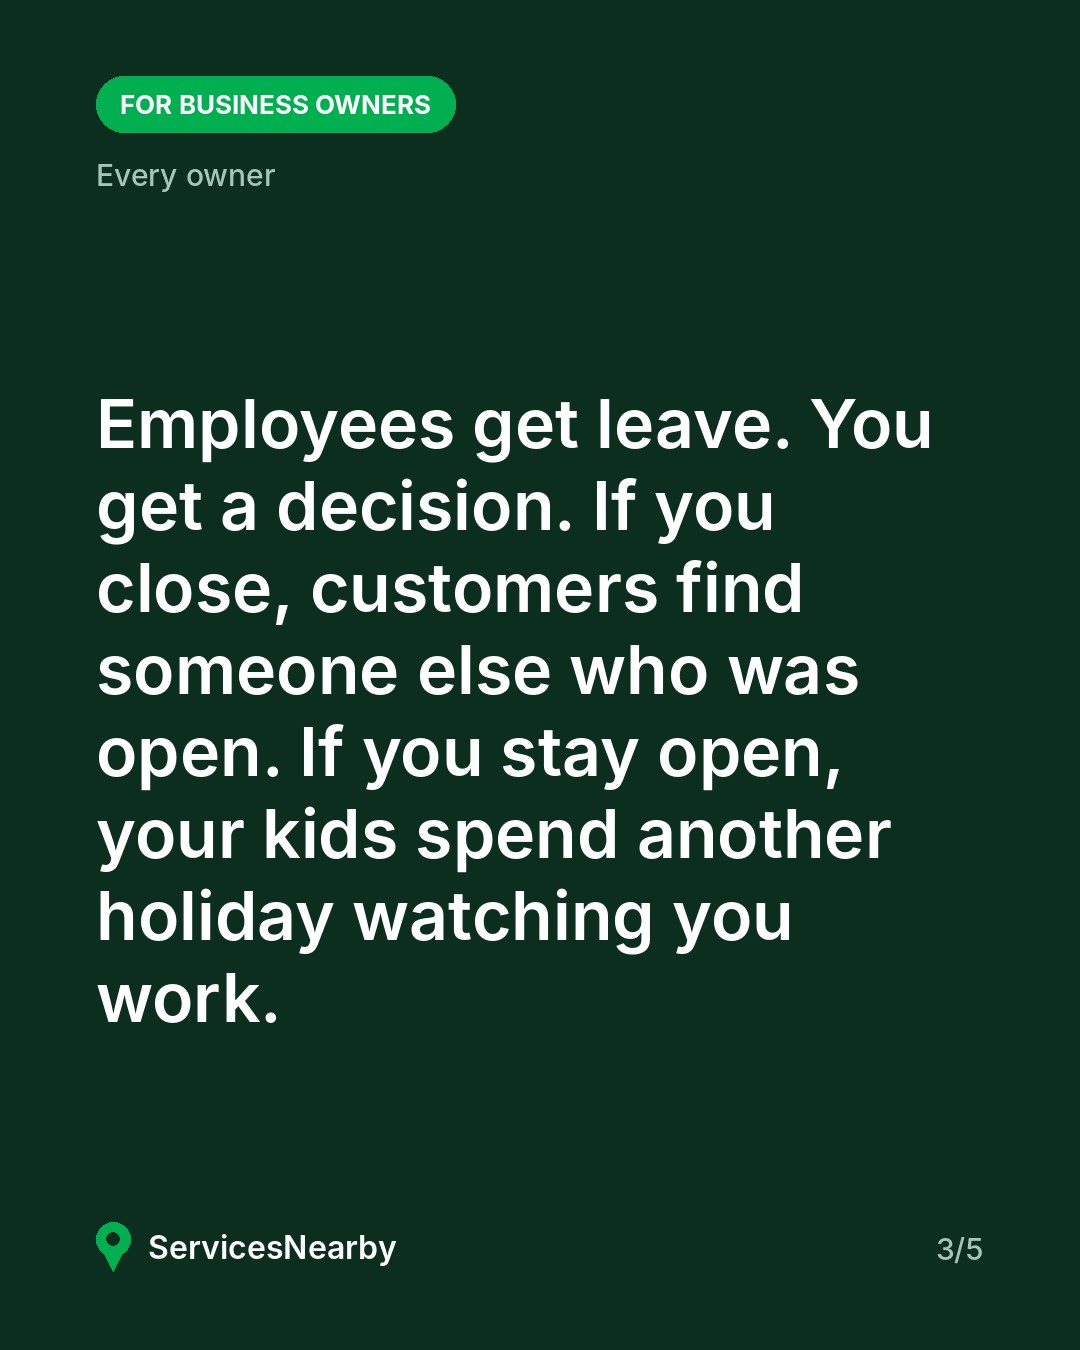 FOR BUSINESS OWNERS
Every owner
Employees get leave. You
get a decision. If you
close, customers find
someone else who was
open. If you stay open,
your kids spend another
holiday watching you
work.
ServicesNearby
3/5